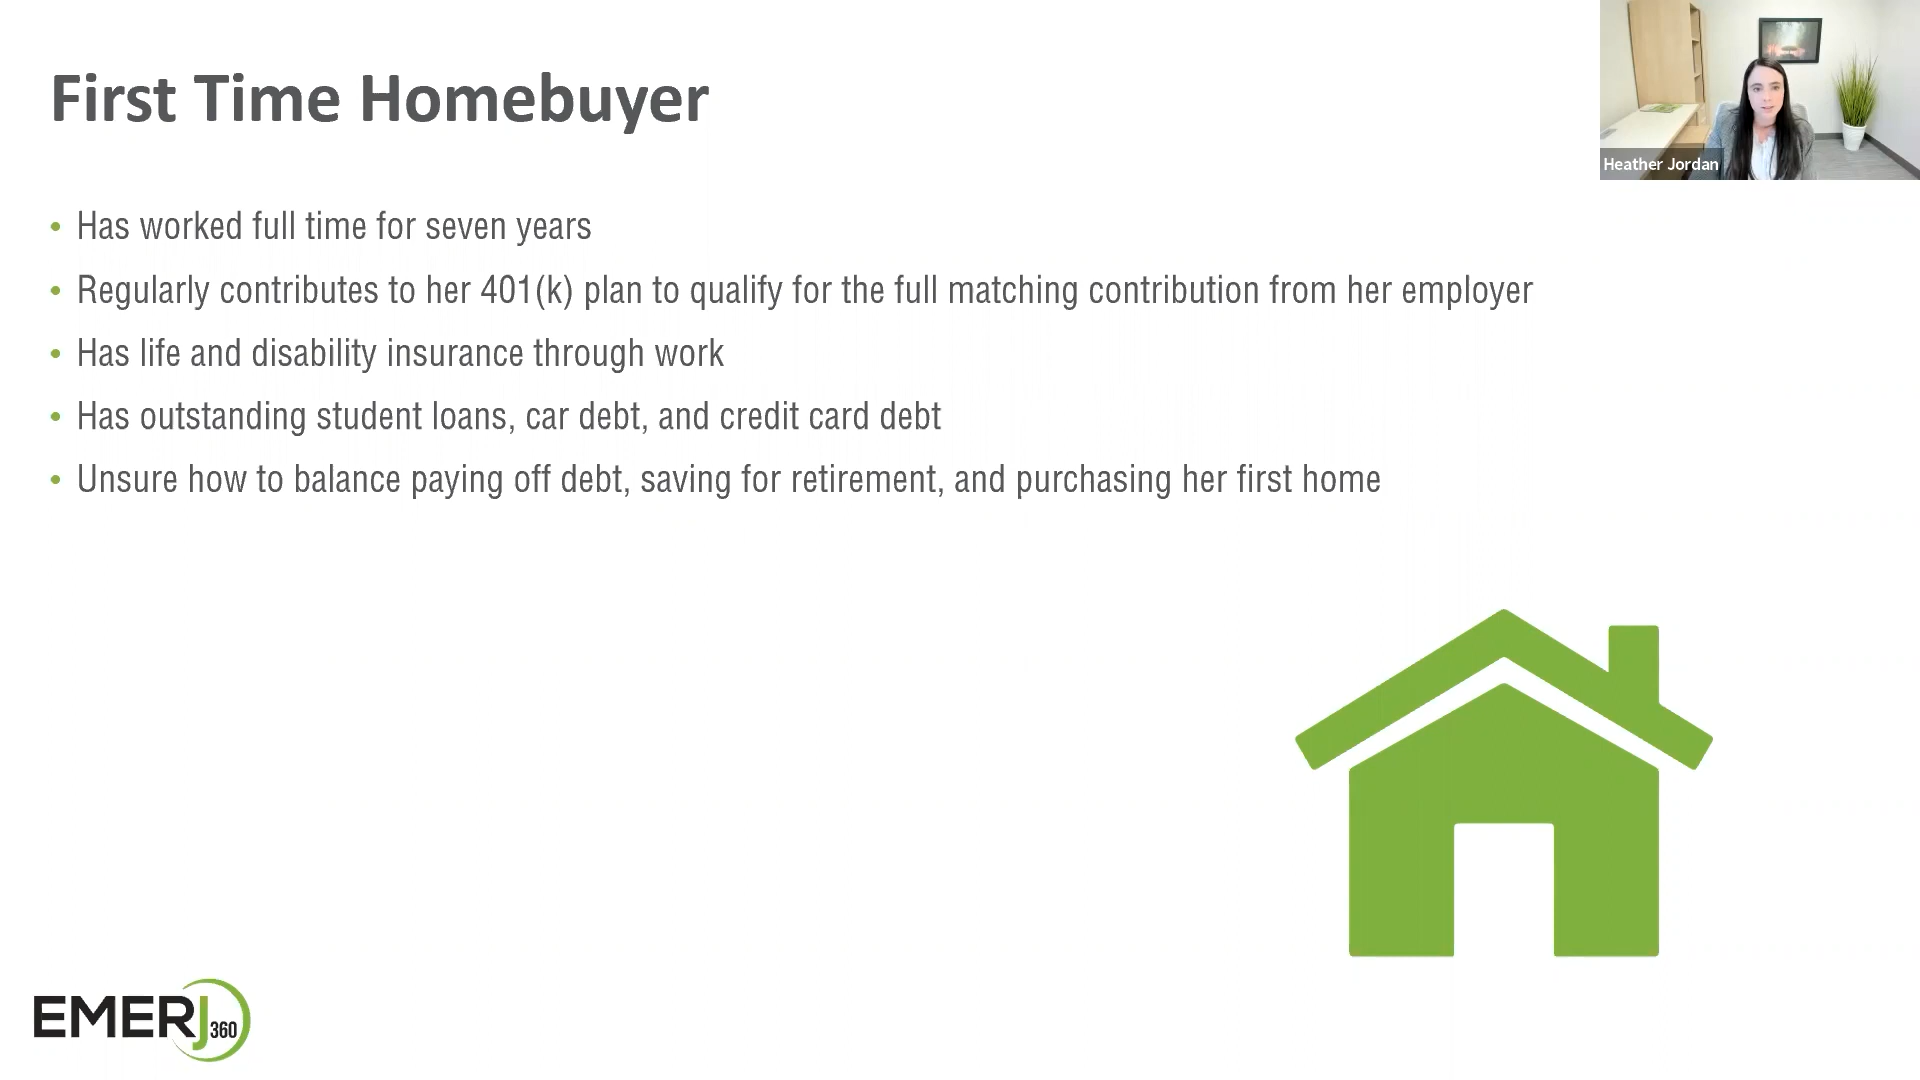 First Time Homebuyer
Heather Jordan
• Has worked full time for seven years
• Regularly contributes to her 401(k) plan to qualify for the full matching contribution from her employer
• Has life and disability insurance through work
• Has outstanding student loans, car debt, and credit card debt
• Unsure how to balance paying off debt, saving for retirement, and purchasing her first home
EMERJ360